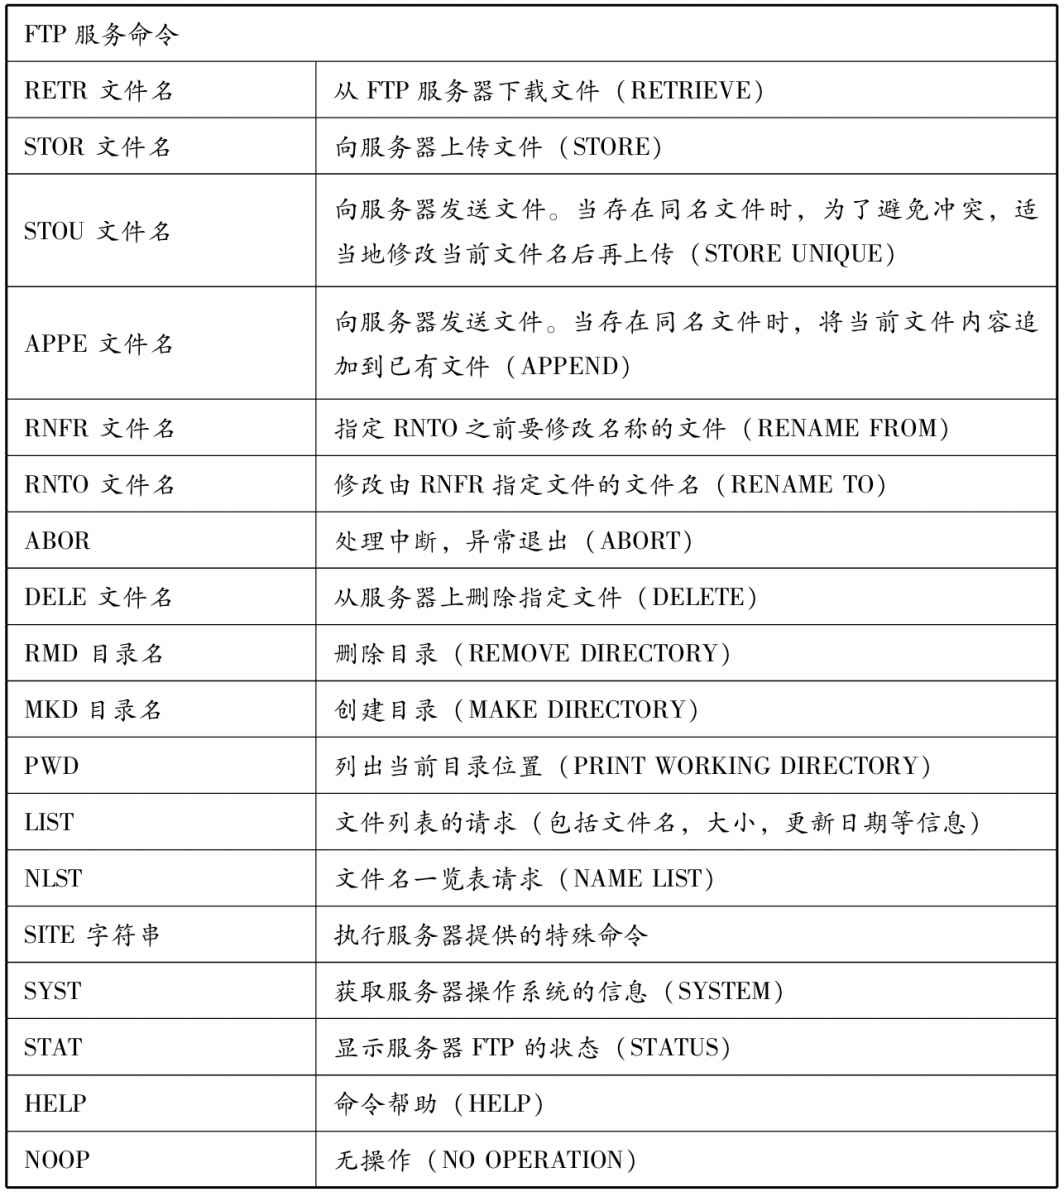 FTP 服务命令
RETR 文件名
从 FTP 服务器下载文件（RETRIEVE）
STOR 文件名
向服务器上传文件（STORE）
STOU 文件名
向服务器发送文件。当存在同名文件时，为了避免冲突，适
当地修改当前文件名后再上传（STORE UNIQUE）
APPE 文件名
向服务器发送文件。当存在同名文件时，将当前文件内容追
加到已有文件（APPEND）
RNFR 文件名
指定 RNTO 之前要修改名称的文件（RENAME FROM）
RNTO 文件名
修改由 RNFR 指定文件的文件名（RENAME TO）
ABOR
处理中断，异常退出（ABORT）
DELE 文件名
从服务器上删除指定文件（DELETE）
RMD 目录名
删除目录（REMOVE DIRECTORY）
MKD 目录名
创建目录（MAKE DIRECTORY）
PWD
列出当前目录位置（PRINT WORKING DIRECTORY）
LIST
文件列表的请求（包括文件名，大小，更新日期等信息）
NLST
文件名一览表请求（NAME LIST）
SITE 字符串
执行服务器提供的特殊命令
SYST
获取服务器操作系统的信息（SYSTEM）
STAT
显示服务器 FTP 的状态（STATUS）
HELP
命令帮助（HELP）
NOOP
无操作（NO OPERATION）